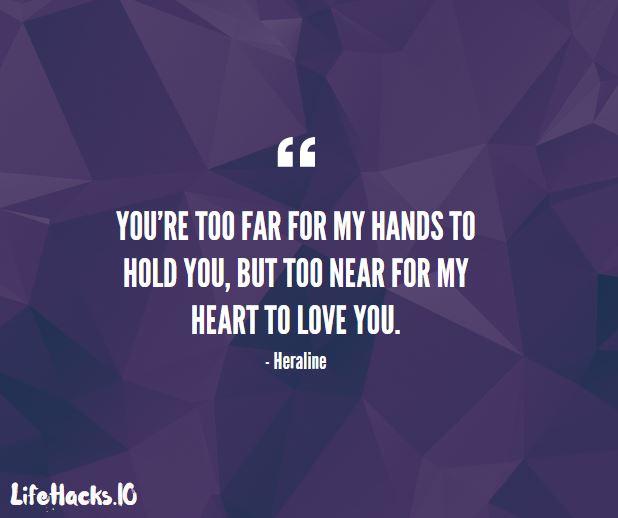 “
YOU’RE TOO FAR FOR MY HANDS TO
HOLD YOU, BUT TOO NEAR FOR MY
HEART TO LOVE YOU.
- Heraline
LifeHacks.IO